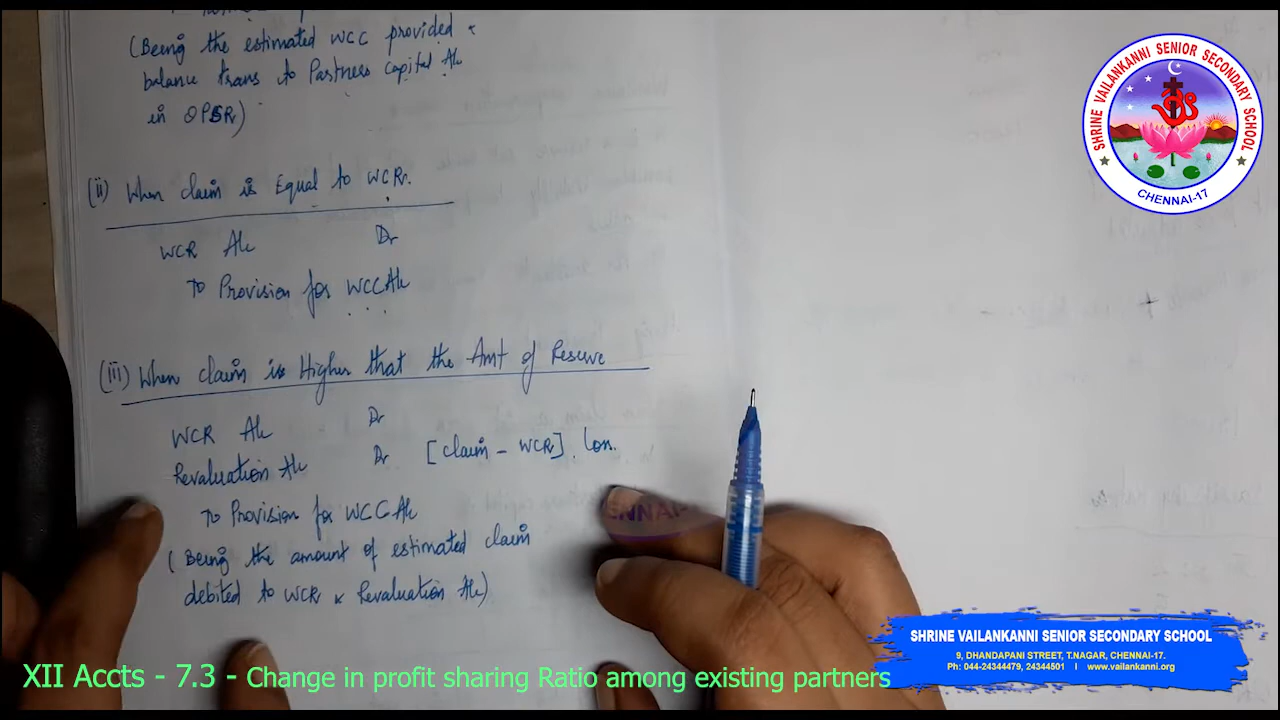 (Being the estimated WCC provided &
balance trans to Partners Capital A/c
in OPSR)
(ii) When claim is Equal to WCR.
WCR A/c Dr
To Provision for WCC A/c
(iii) When claim is Higher that the Amt of Reserve
WCR A/c Dr
Revaluation A/c Dr [claim - WCR] Loss.
To Provision for WCC A/c
(Being the amount of estimated claim
debited to WCR & Revaluation A/c)
SHRINE VAILANKANNI SENIOR SECONDARY SCHOOL
CHENNAI-17
SHRINE VAILANKANNI SENIOR SECONDARY SCHOOL
9, DHANDAPANI STREET, T.NAGAR, CHENNAI-17.
Ph: 044-24344479, 24344501 I www.vailankanni.org
XII Accts - 7.3 - Change in profit sharing Ratio among existing partners